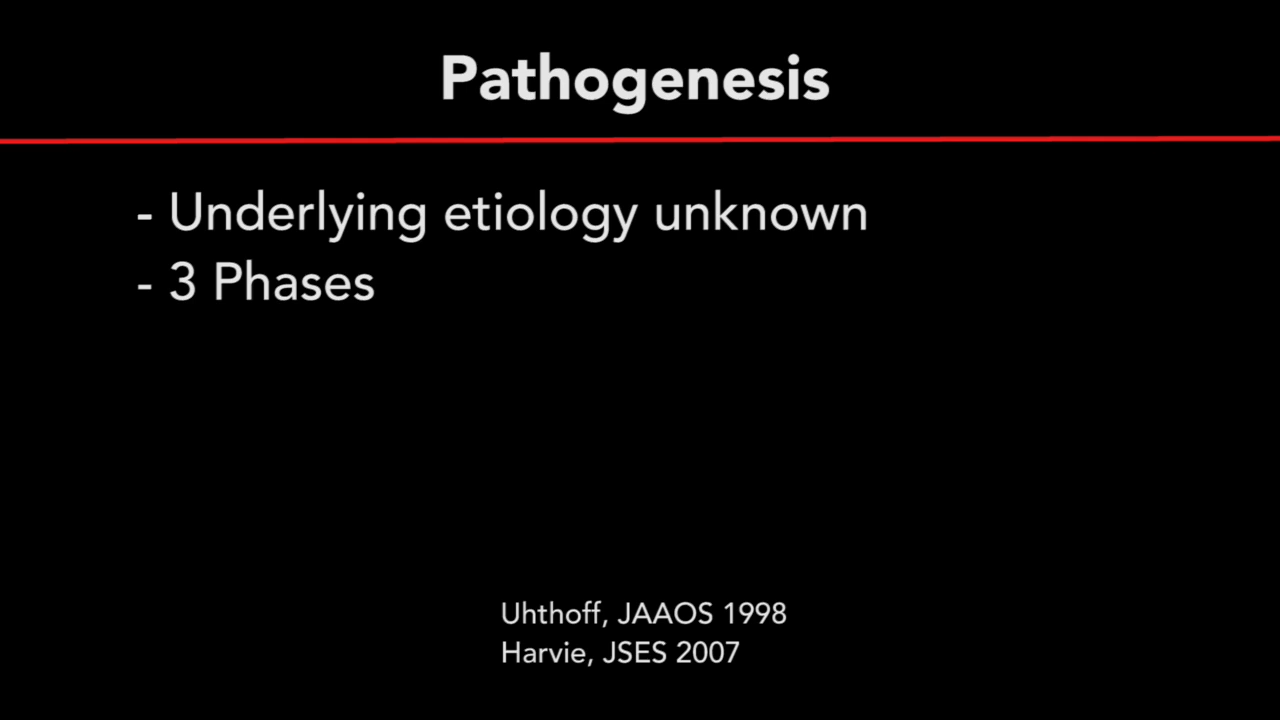 Pathogenesis
- Underlying etiology unknown
- 3 Phases
Uhthoff, JAAOS 1998
Harvie, JSES 2007